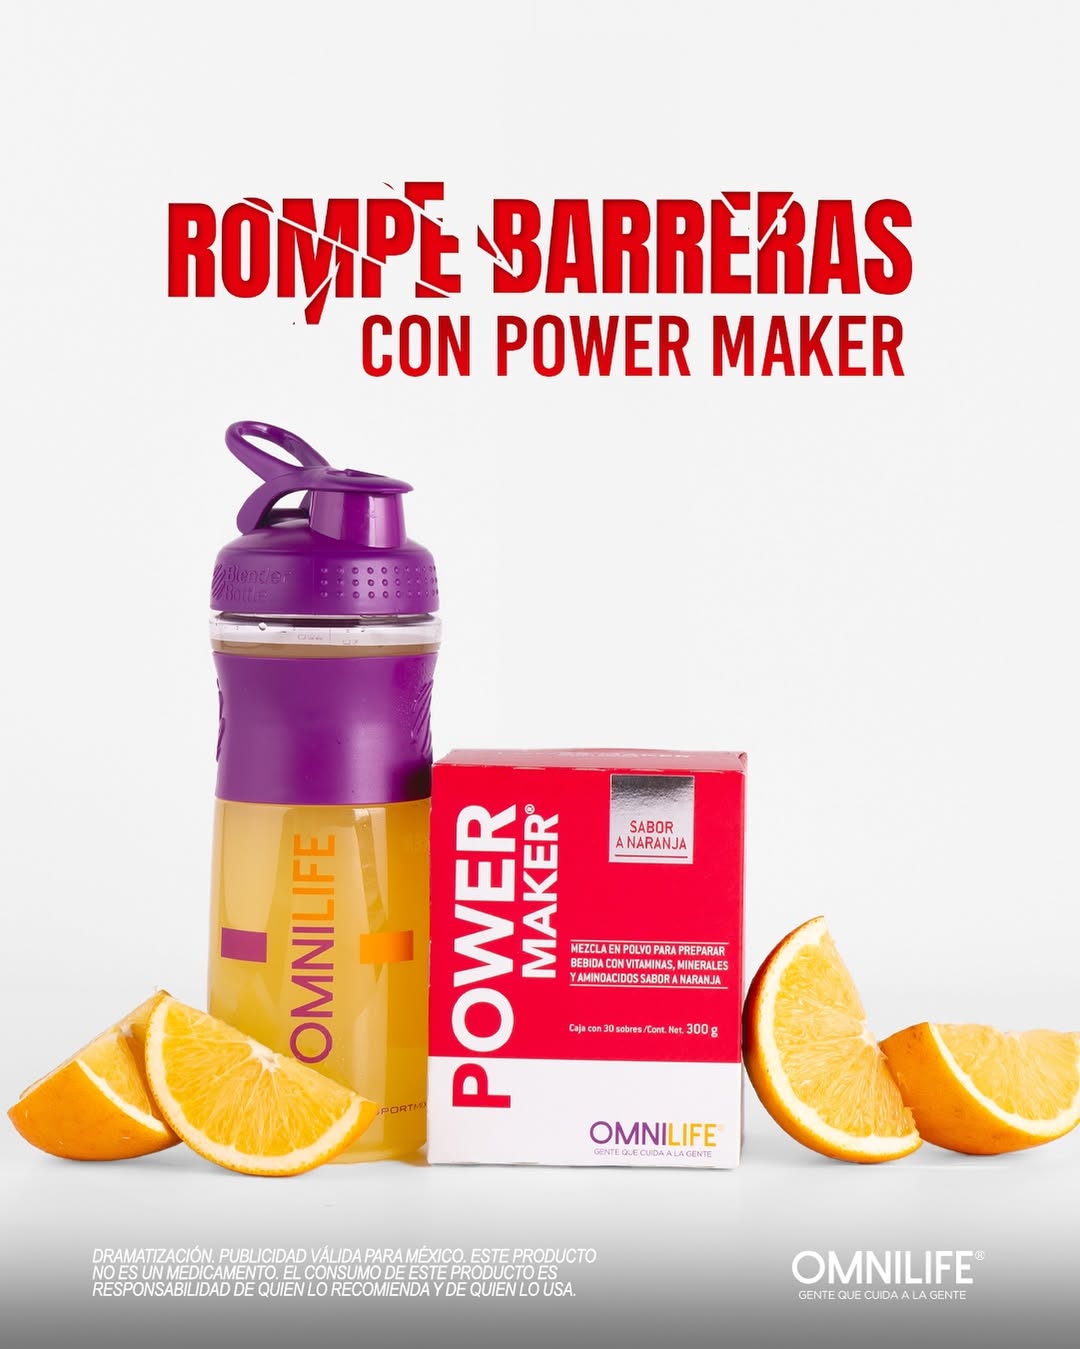 ROMPE BARRERAS
CON POWER MAKER
Blender
Bottle
OMNILIFE
POWER
MAKER®
SABOR
A NARANJA
MEZCLA EN POLVO PARA PREPARAR
BEBIDA CON VITAMINAS, MINERALES
Y AMINOACIDOS SABOR A NARANJA
Caja con 30 sobres /Cont. Net. 300 g
OMNILIFE®
GENTE QUE CUIDA A LA GENTE
DRAMATIZACIÓN. PUBLICIDAD VÁLIDA PARA MÉXICO. ESTE PRODUCTO
NO ES UN MEDICAMENTO. EL CONSUMO DE ESTE PRODUCTO ES
RESPONSABILIDAD DE QUIEN LO RECOMIENDA Y DE QUIEN LO USA.
OMNILIFE®
GENTE QUE CUIDA A LA GENTE